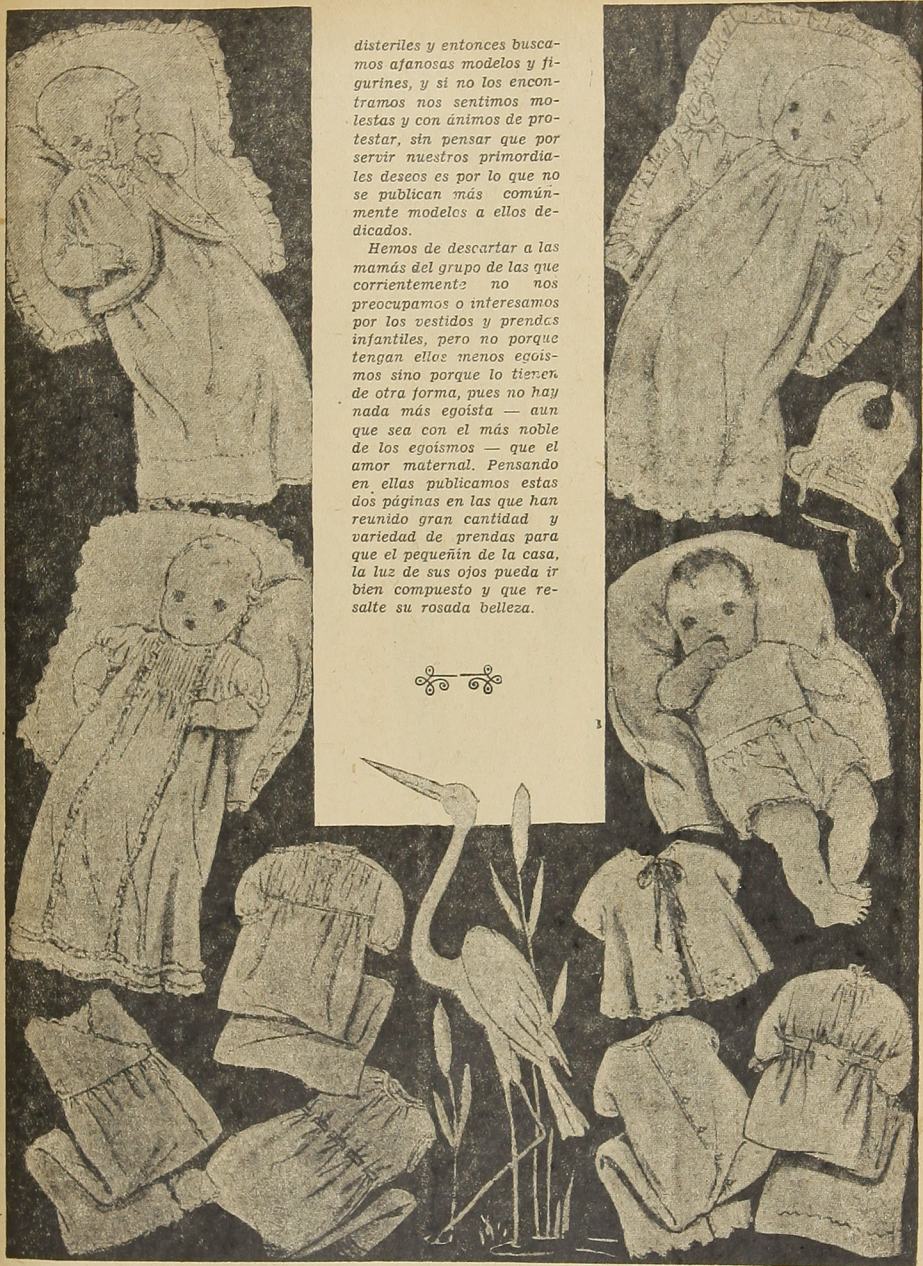 disteriles y entonces busca-
mos afanosas modelos y fi-
gurines, y si no los encon-
tramos nos sentimos mo-
lestas y con ánimos de pro-
testar, sin pensar que por
servir nuestros primordia-
les deseos es por lo que no
se publican más comúñ-
mente modelos a ellos de-
dicados.
Hemos de descartar a las
mamás del grupo de las que
corrientemente no nos
preocupamos o interesamos
por los vestidos y prendas
infantiles, pero no porque
tengan ellas menos egoís-
mos sino porque lo tienen
de otra forma, pues no hay
nada más egoista — aun
que sea con el más noble
de los egoísmos — que el
amor maternal. Pensando
en ellas publicamos estas
dos páginas en las que han
reunido gran cantidad y
variedad de prendas para
que el pequeñín de la casa,
la luz de sus ojos pueda ir
bien compuesto y que re-
salte su rosada belleza.